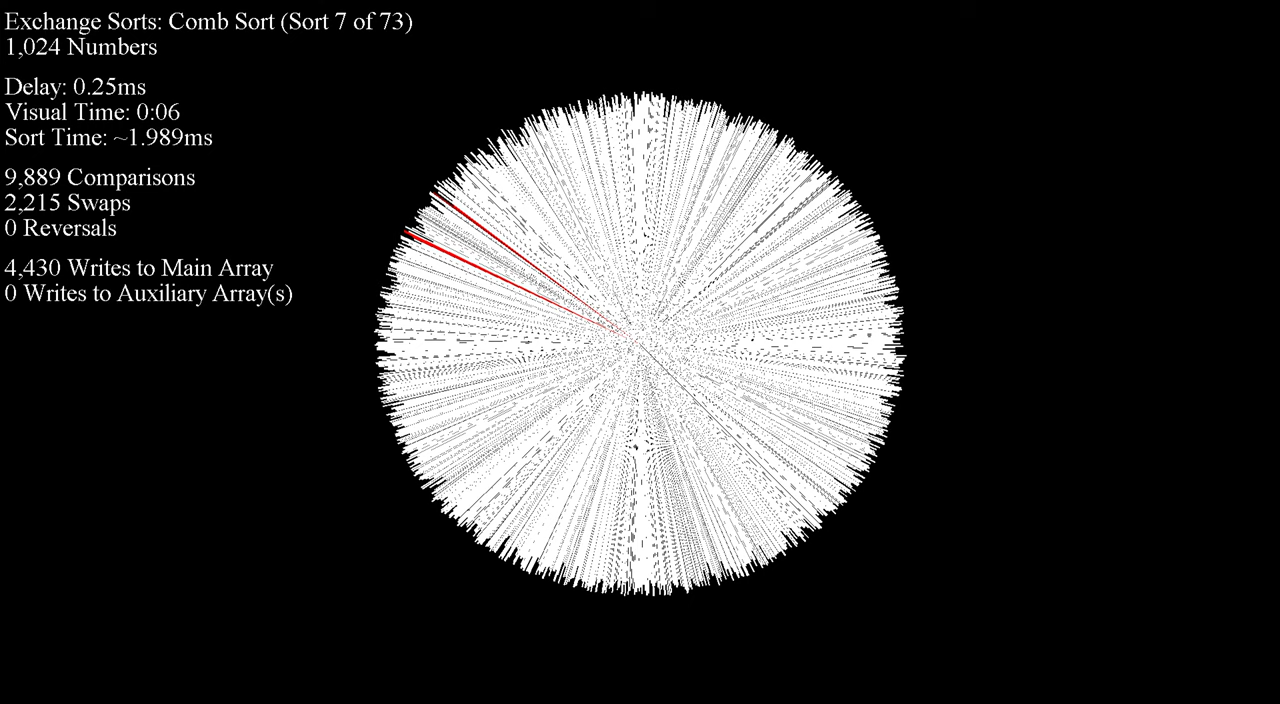 Exchange Sorts: Comb Sort (Sort 7 of 73)
1,024 Numbers
Delay: 0.25ms
Visual Time: 0:06
Sort Time: ~1.989ms
9,889 Comparisons
2,215 Swaps
0 Reversals
4,430 Writes to Main Array
0 Writes to Auxiliary Array(s)